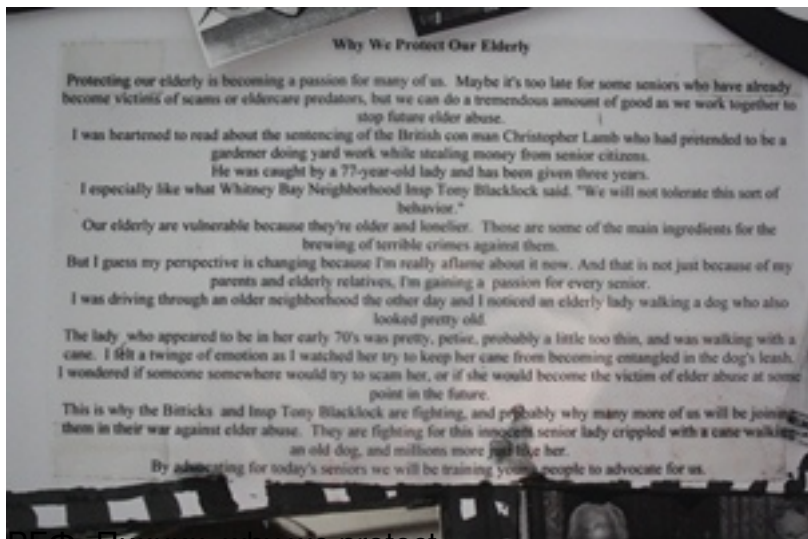 Why We Protect Our Elderly
Protecting our elderly is becoming a passion for many of us. Maybe it's too late for some seniors who have already
become victims of scams or eldercare predators, but we can do a tremendous amount of good as we work together to
stop future elder abuse.
I was heartened to read about the sentencing of the British con man Christopher Lamb who had pretended to be a
gardener doing yard work while stealing money from senior citizens.
He was caught by a 77-year-old lady and has been given three years.
I especially like what Whitney Bay Neighborhood Insp Tony Blacklock said. "We will not tolerate this sort of
behavior."
Our elderly are vulnerable because they're older and lonelier. Those are some of the main ingredients for the
brewing of terrible crimes against them.
But I guess my perspective is changing because I'm really aflame about it now. And that is not just because of my
parents and elderly relatives, I'm gaining a passion for every senior.
I was driving through an older neighborhood the other day and I noticed an elderly lady walking a dog who also
looked pretty old.
The lady who appeared to be in her early 70's was pretty, petite, probably a little too thin, and was walking with a
cane. I felt a twinge of emotion as I watched her try to keep her cane from becoming entangled in the dog's leash.
I wondered if someone somewhere would try to scam her, or if she would become the victim of elder abuse at some
point in the future.
This is why the Bitticks and Insp Tony Blacklock are fighting, and probably why many more of us will be joining
them in their war against elder abuse. They are fighting for this innocent senior lady crippled with a cane walking
an old dog, and millions more just like her.
By advocating for today's seniors we will be training young people to advocate for us.